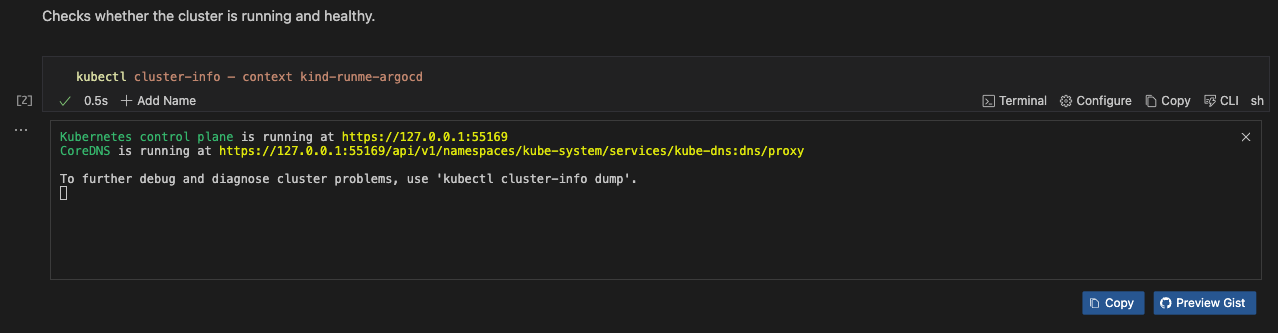 Checks whether the cluster is running and healthy.
kubectl cluster-info – context kind-runme-argocd
[2]
0.5s + Add Name
Terminal Configure Copy CLI sh
...
Kubernetes control plane is running at https://127.0.0.1:55169
CoreDNS is running at https://127.0.0.1:55169/api/v1/namespaces/kube-system/services/kube-dns:dns/proxy
To further debug and diagnose cluster problems, use 'kubectl cluster-info dump'.
Copy Preview Gist